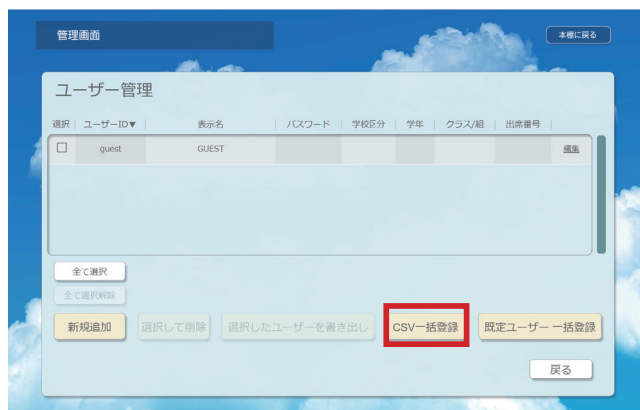 管理画面
本棚に戻る
ユーザー管理
選択 ユーザーID▼ 表示名 パスワード 学校区分 学年 クラス/組 出席番号
guest GUEST 編集
全て選択
全て選択解除
新規追加 選択して削除 選択したユーザーを書き出し CSV一括登録 既定ユーザー 一括登録
戻る